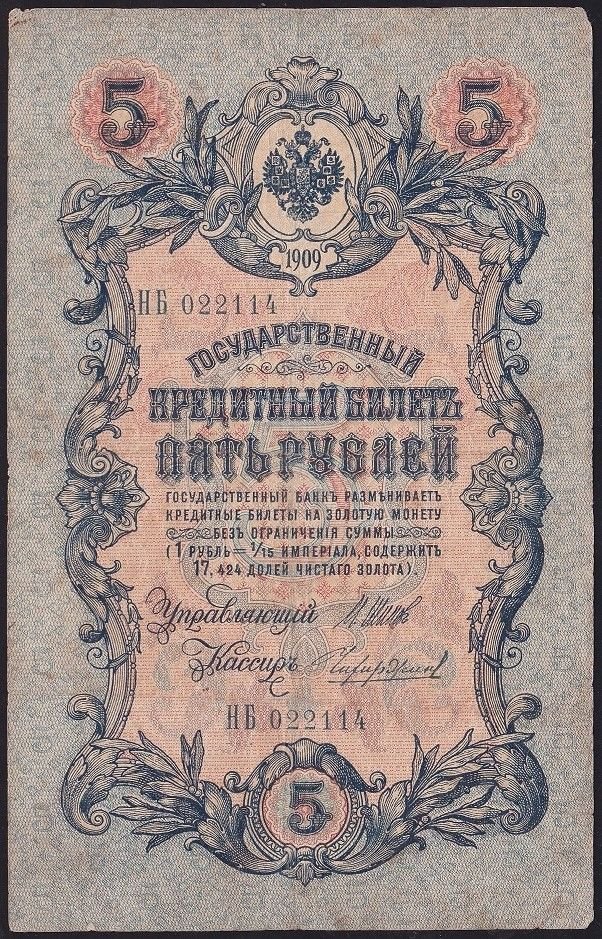 5 5
1909
НБ 022114
ГОСУДАРСТВЕННЫЙ
КРЕДИТНЫЙ БИЛЕТЪ
ПЯТЬ РУБЛЕЙ
ГОСУДАРСТВЕННЫЙ БАНКЪ РАЗМѢНИВАЕТЪ
КРЕДИТНЫЕ БИЛЕТЫ НА ЗОЛОТУЮ МОНЕТУ
БЕЗЪ ОГРАНИЧЕНІЯ СУММЫ
(1 РУБЛЬ = 1/15 ИМПЕРІАЛА, СОДЕРЖИТЪ
17,424 ДОЛЕЙ ЧИСТАГО ЗОЛОТА).
Управляющій
Кассиръ
НБ 022114
5